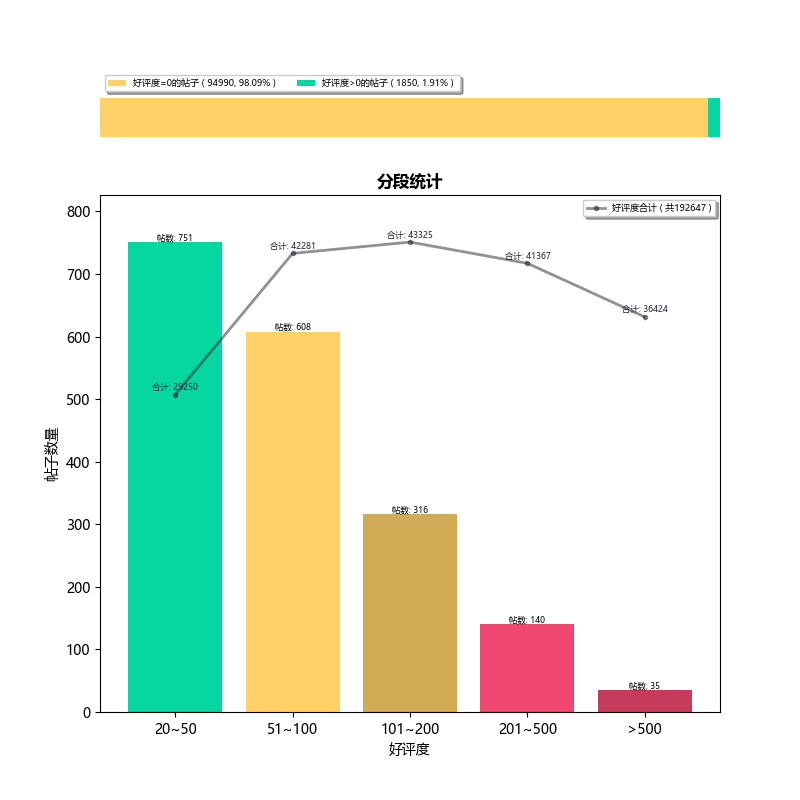 好评度=0的帖子 ( 94990, 98.09% )
好评度>0的帖子 ( 1850, 1.91% )
分段统计
好评度合计 ( 共192647 )
帖子数量
800
700
600
500
400
300
200
100
0
帖数: 751
帖数: 608
帖数: 316
帖数: 140
帖数: 35
合计: 29250
合计: 42281
合计: 43325
合计: 41367
合计: 36424
20~50
51~100
101~200
201~500
>500
好评度